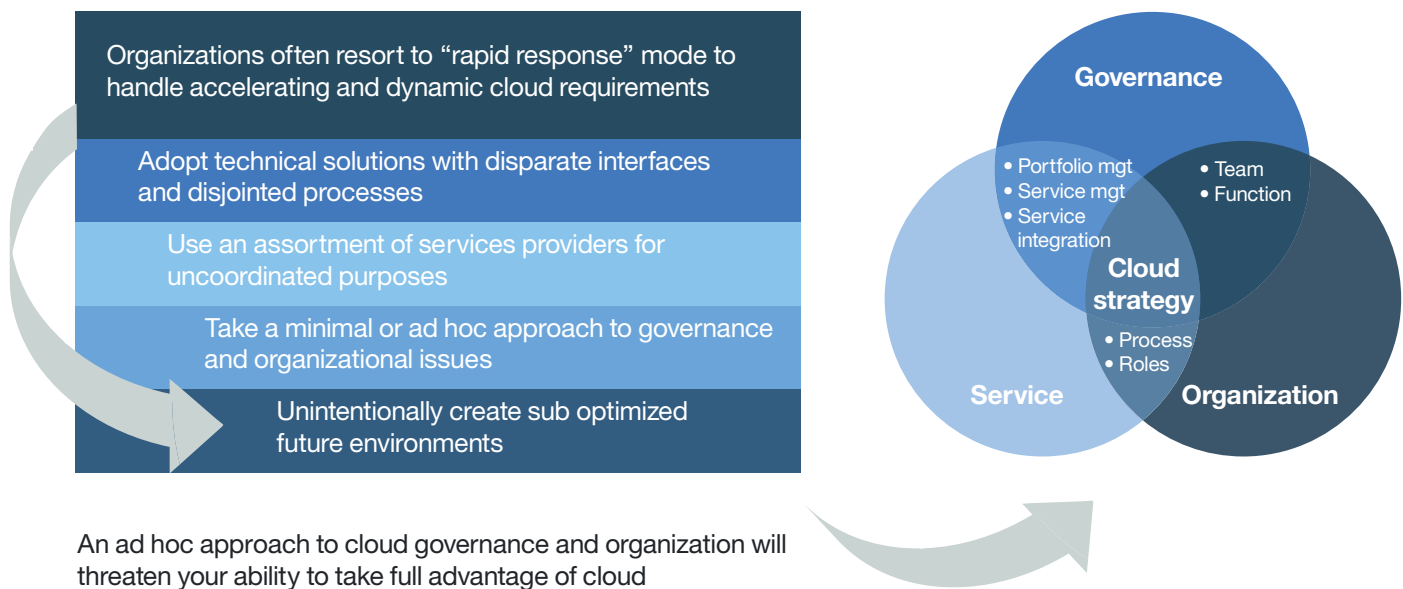 Organizations often resort to “rapid response” mode to
handle accelerating and dynamic cloud requirements
Adopt technical solutions with disparate interfaces
and disjointed processes
Use an assortment of services providers for
uncoordinated purposes
Take a minimal or ad hoc approach to governance
and organizational issues
Unintentionally create sub optimized
future environments
An ad hoc approach to cloud governance and organization will
threaten your ability to take full advantage of cloud
Governance
• Portfolio mgt
• Service mgt
• Service
integration
• Team
• Function
Cloud
strategy
• Process
• Roles
Service
Organization